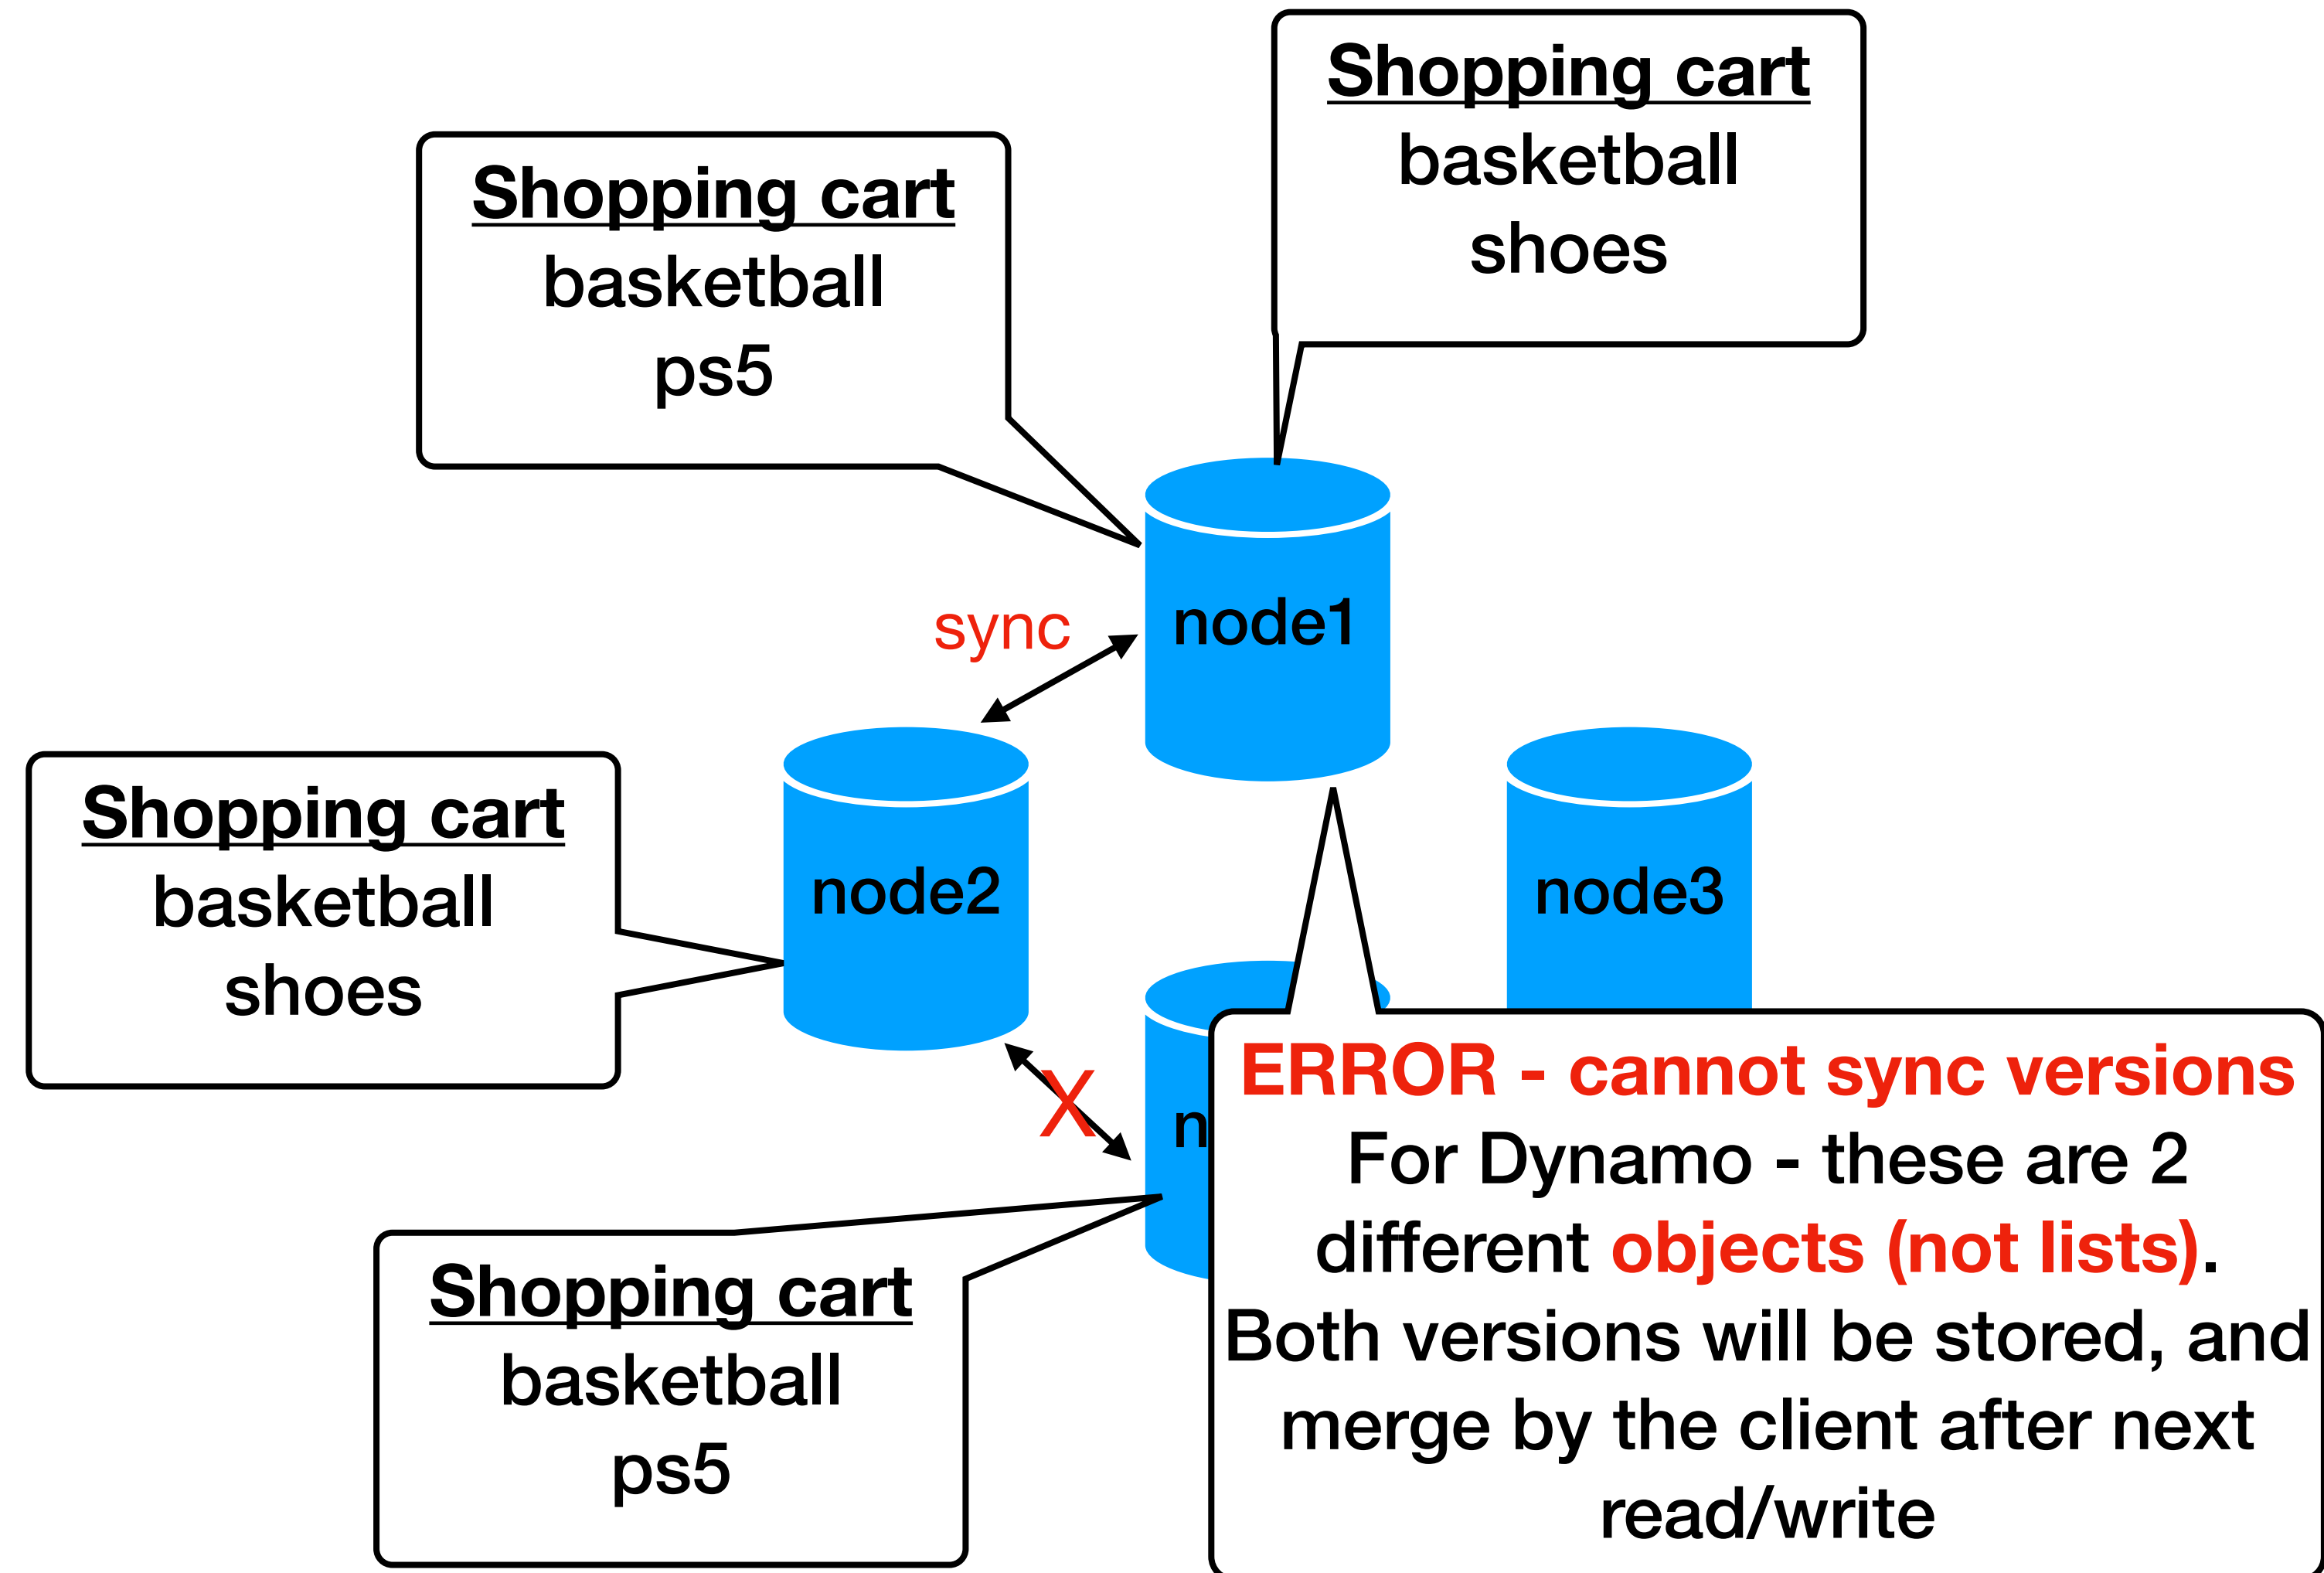 Shopping cart
basketball
shoes
Shopping cart
basketball
ps5
sync
node1
Shopping cart
basketball
shoes
node2
node3
X
ERROR - cannot sync versions
For Dynamo - these are 2
different objects (not lists).
Both versions will be stored, and
merge by the client after next
read/write
Shopping cart
basketball
ps5